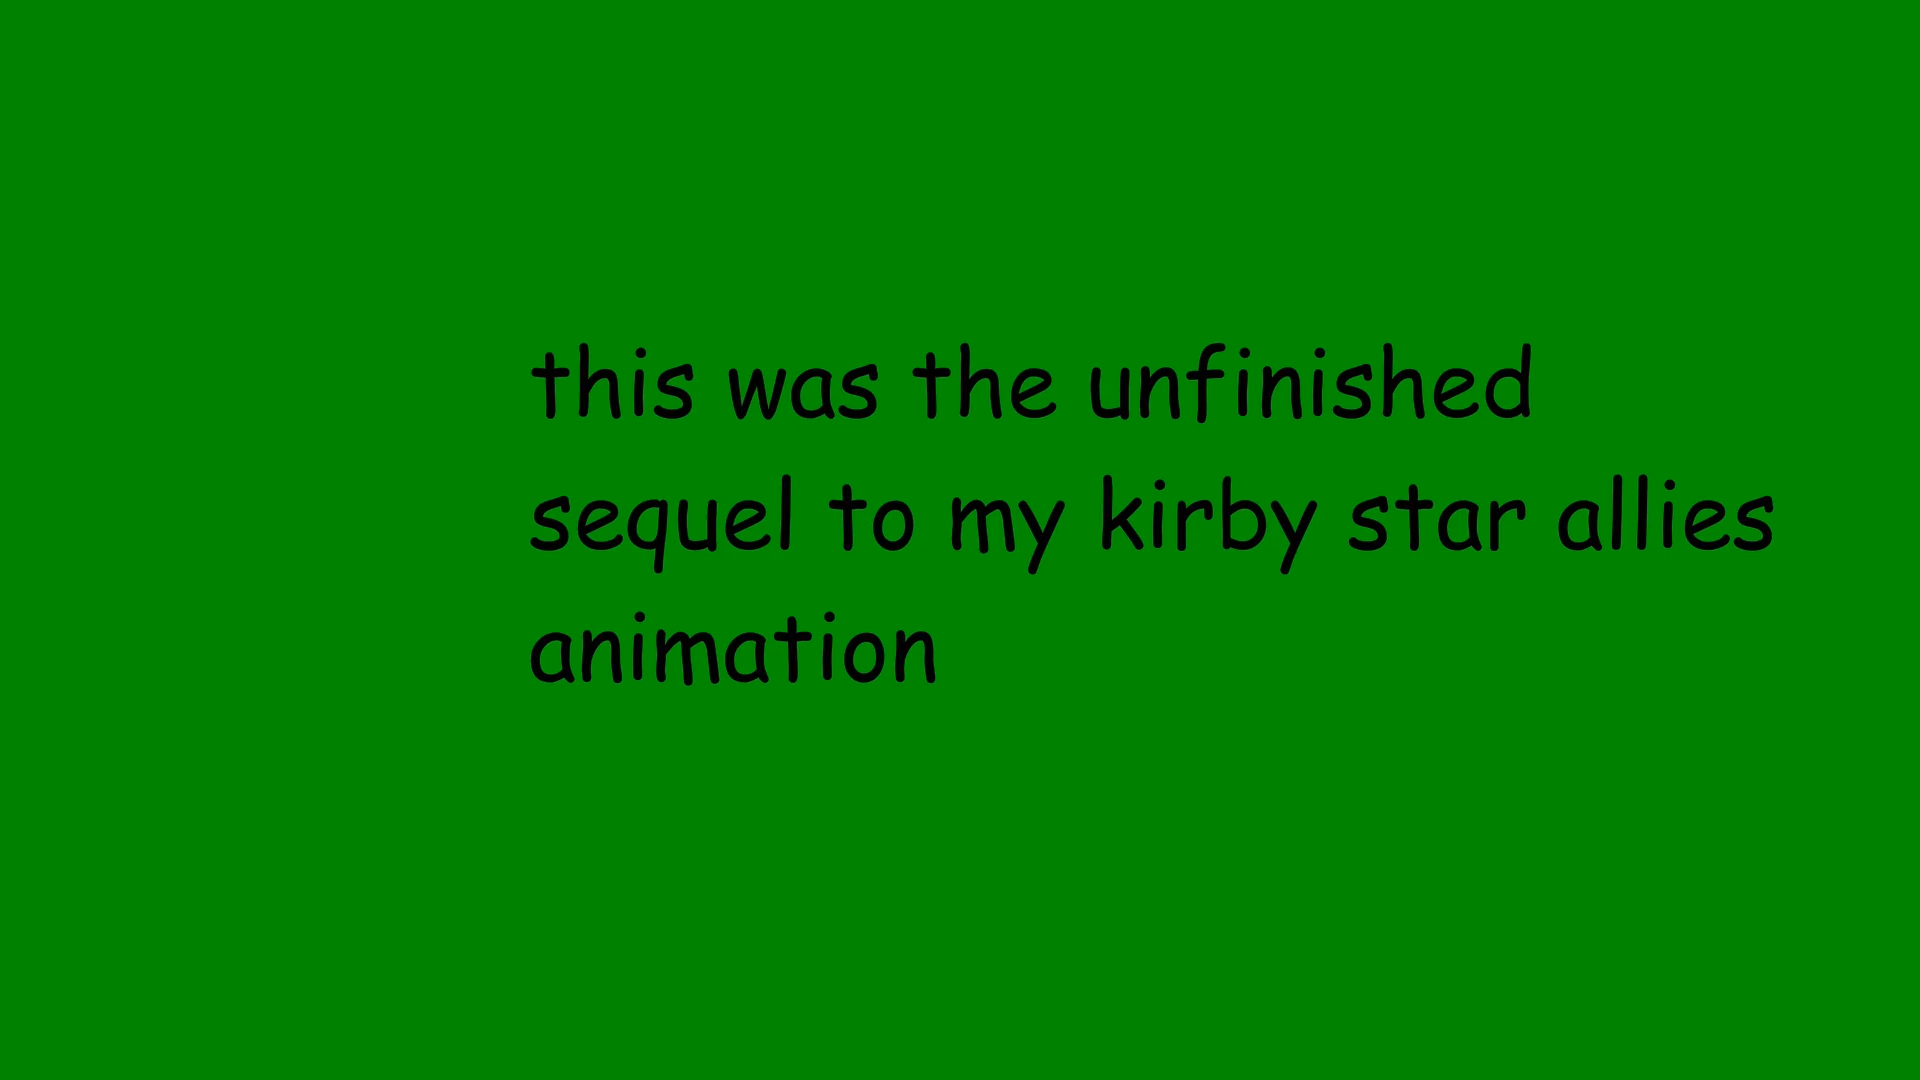 this was the unfinished
sequel to my kirby star allies
animation